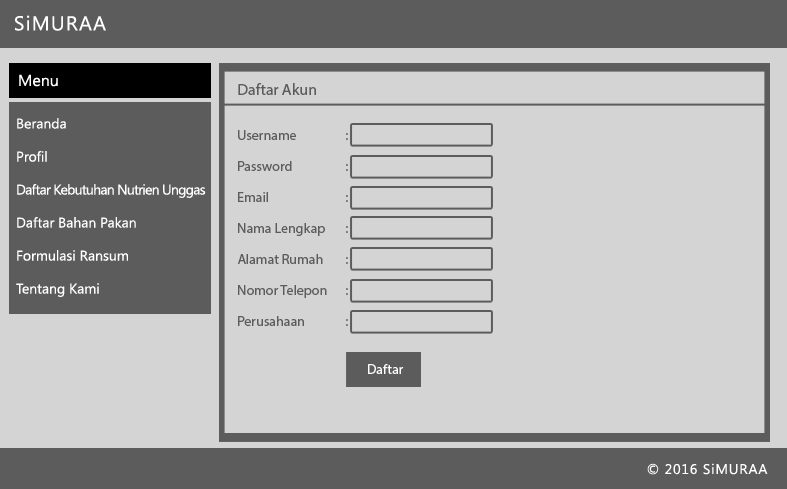 SiMURAA
Menu
Beranda
Profil
Daftar Kebutuhan Nutrien Unggas
Daftar Bahan Pakan
Formulasi Ransum
Tentang Kami
Daftar Akun
Username :
Password :
Email :
Nama Lengkap :
Alamat Rumah :
Nomor Telepon :
Perusahaan :
Daftar
© 2016 SiMURAA